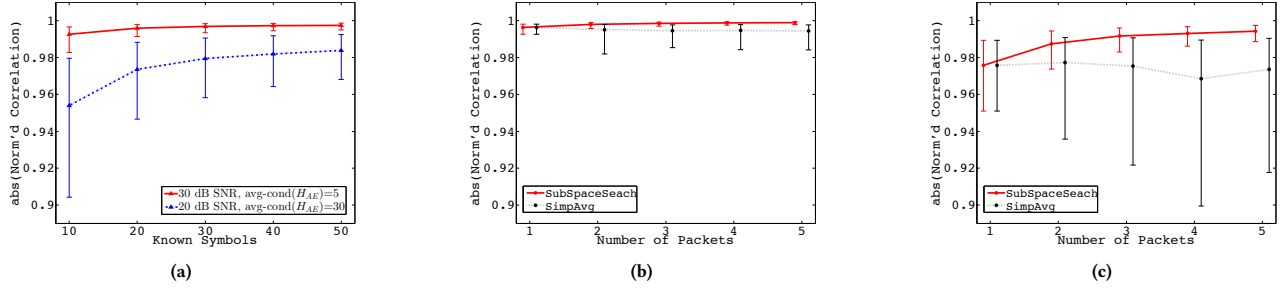 1
0.98
0.96
0.94
0.92
0.9
abs(Norm'd Correlation)
30 dB SNR, avg-cond(H_AE)=5
20 dB SNR, avg-cond(H_AE)=30
10 20 30 40 50
Known Symbols
(a)
1
0.98
0.96
0.94
0.92
0.9
abs(Norm'd Correlation)
SubSpaceSeach
SimpAvg
1 2 3 4 5
Number of Packets
(b)
1
0.98
0.96
0.94
0.92
0.9
abs(Norm'd Correlation)
SubSpaceSeach
SimpAvg
1 2 3 4 5
Number of Packets
(c)